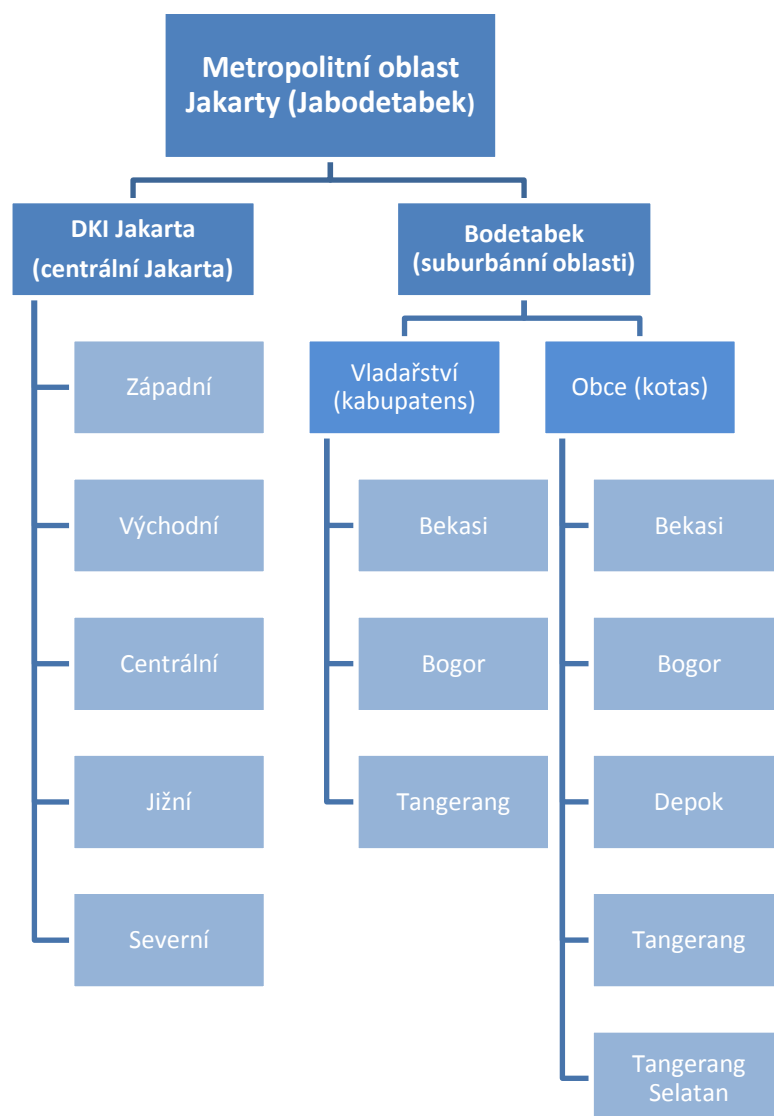 Metropolitní oblast
Jakarty (Jabodetabek)
DKI Jakarta
(centrální Jakarta)
Západní
Východní
Centrální
Jižní
Severní
Bodetabek
(suburbánní oblasti)
Vladařství
(kabupatens)
Bekasi
Bogor
Tangerang
Obce (kotas)
Bekasi
Bogor
Depok
Tangerang
Tangerang
Selatan